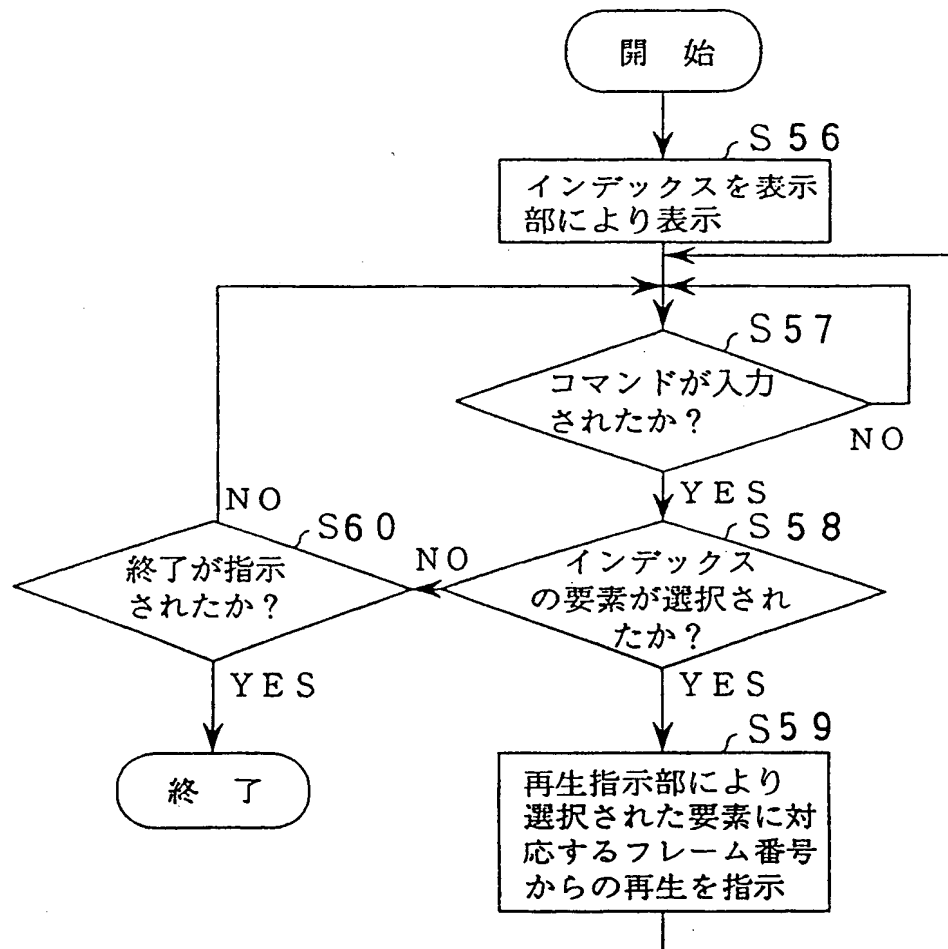 開 始
S56
インデックスを表示
部により表示
S57
コマンドが入力
されたか？
NO
YES
S58
インデックス
の要素が選択され
たか？
NO
S60
終了が指示
されたか？
NO
YES
終 了
YES
S59
再生指示部により
選択された要素に対
応するフレーム番号
からの再生を指示